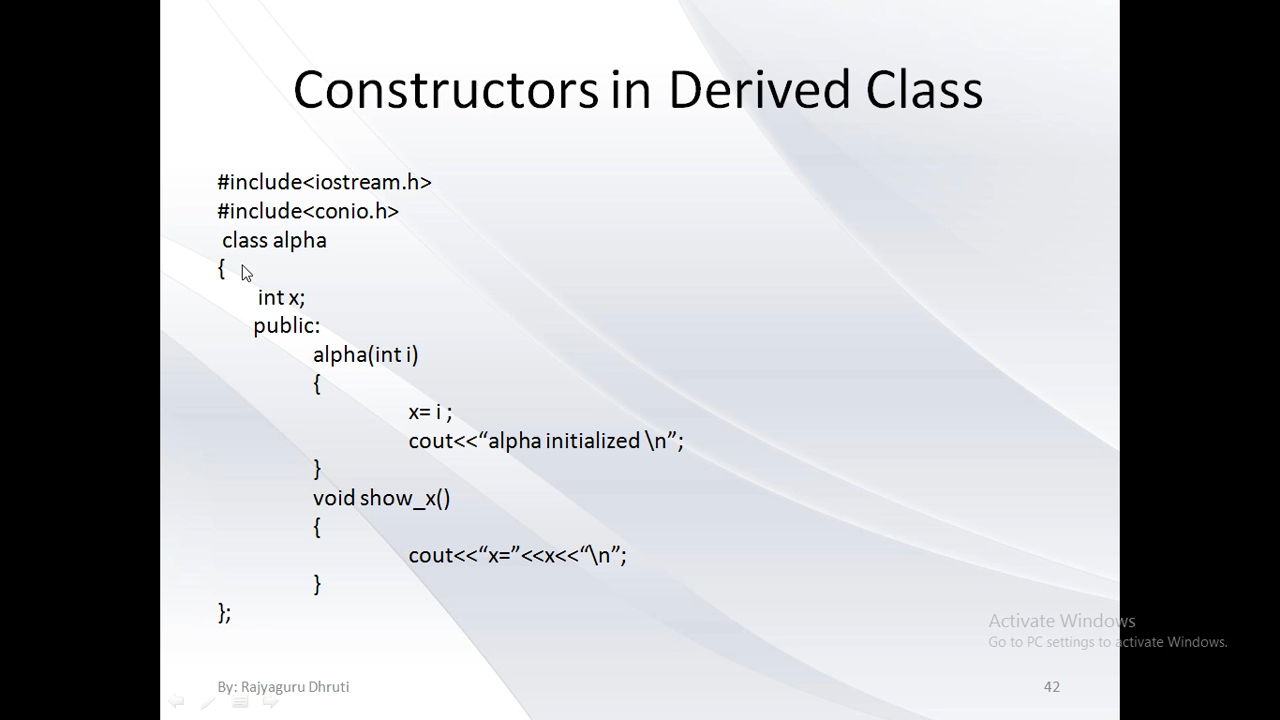 Constructors in Derived Class
#include<iostream.h>
#include<conio.h>
class alpha
{
int x;
public:
alpha(int i)
{
x= i ;
cout<<“alpha initialized \n”;
}
void show_x()
{
cout<<“x=”<<x<<“\n”;
}
};
Activate Windows
Go to PC settings to activate Windows.
By: Rajyaguru Dhruti
42